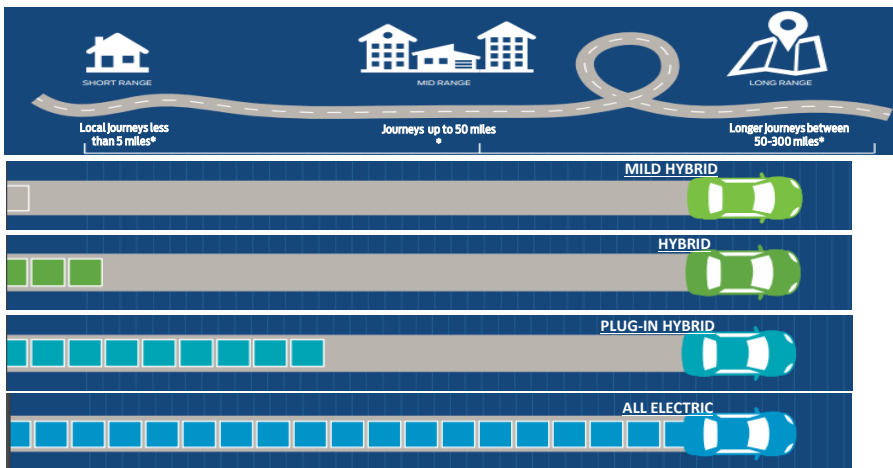 SHORT RANGE
MID RANGE
LONG RANGE
Local journeys less
than 5 miles*
Journeys up to 50 miles
*
Longer journeys between
50-300 miles*
MILD HYBRID
HYBRID
PLUG-IN HYBRID
ALL ELECTRIC